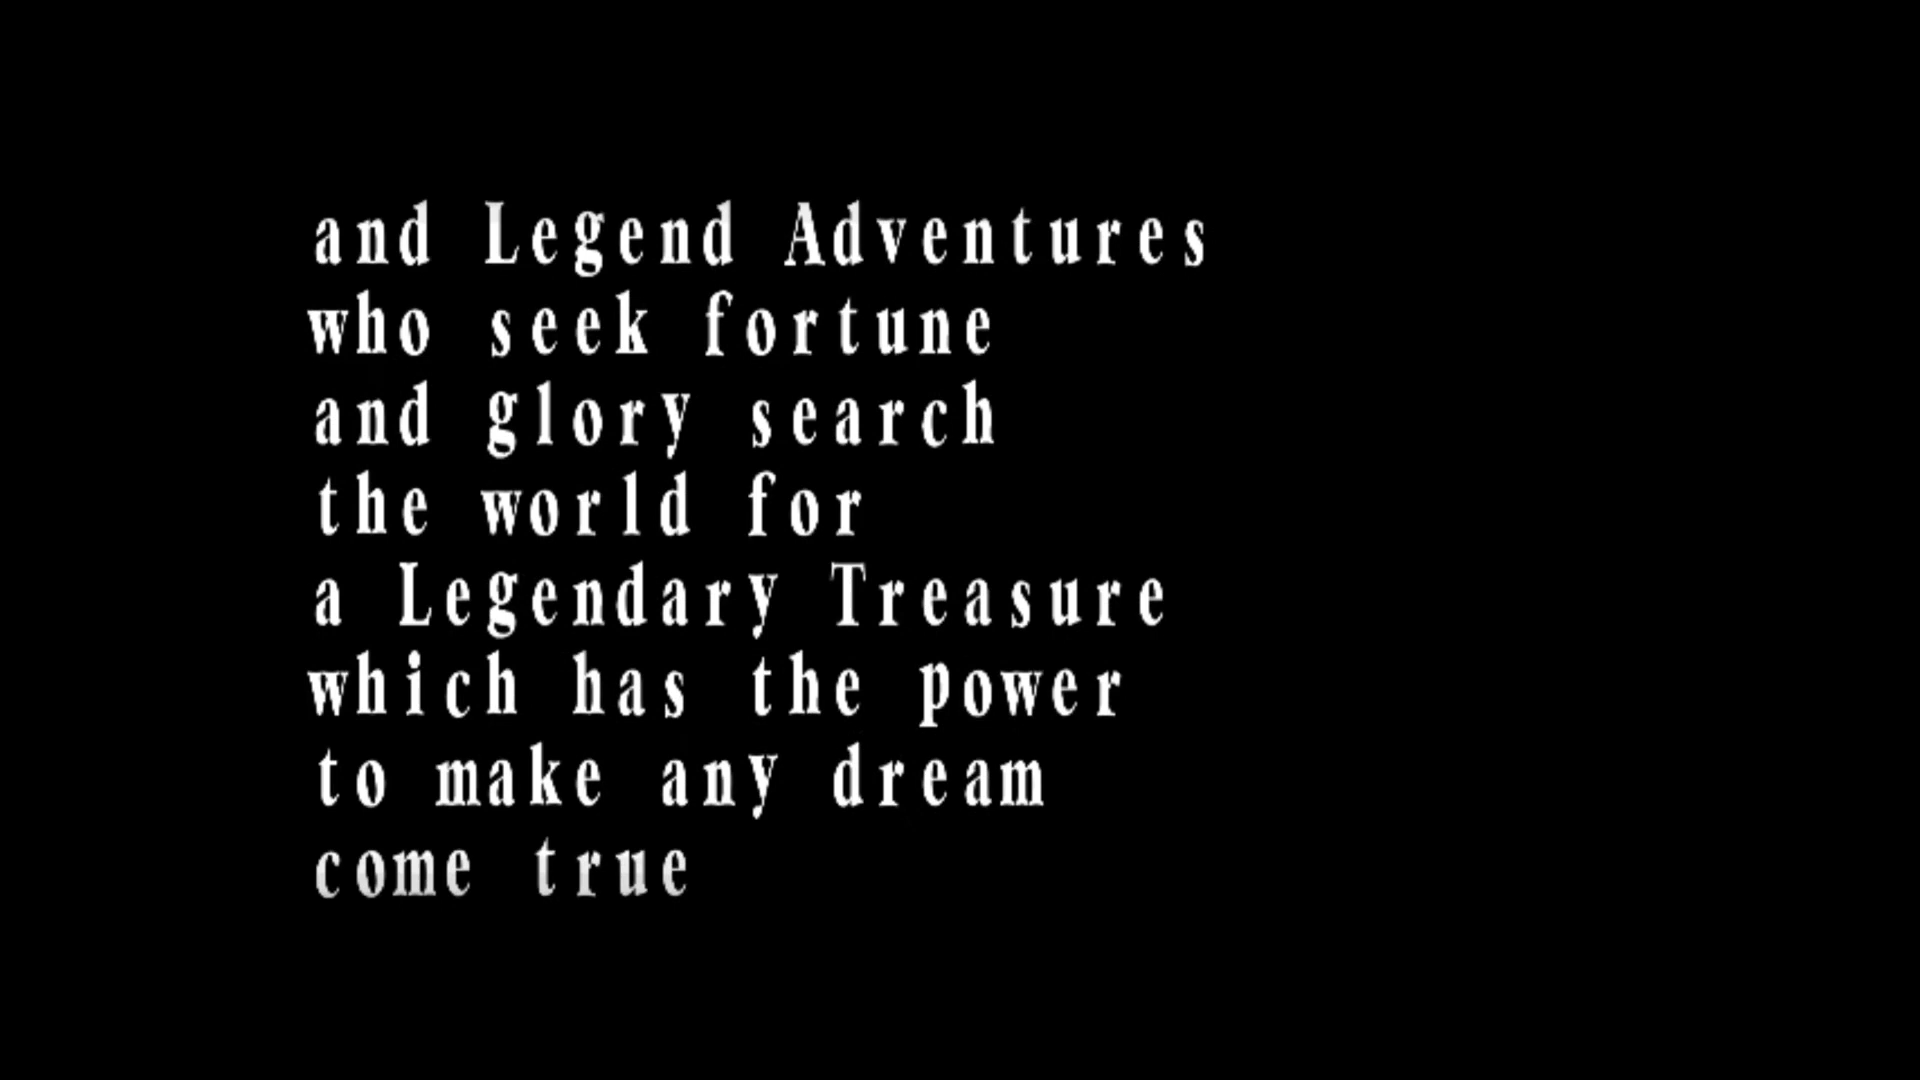 and Legend Adventures
who seek fortune
and glory search
the world for
a Legendary Treasure
which has the power
to make any dream
come true